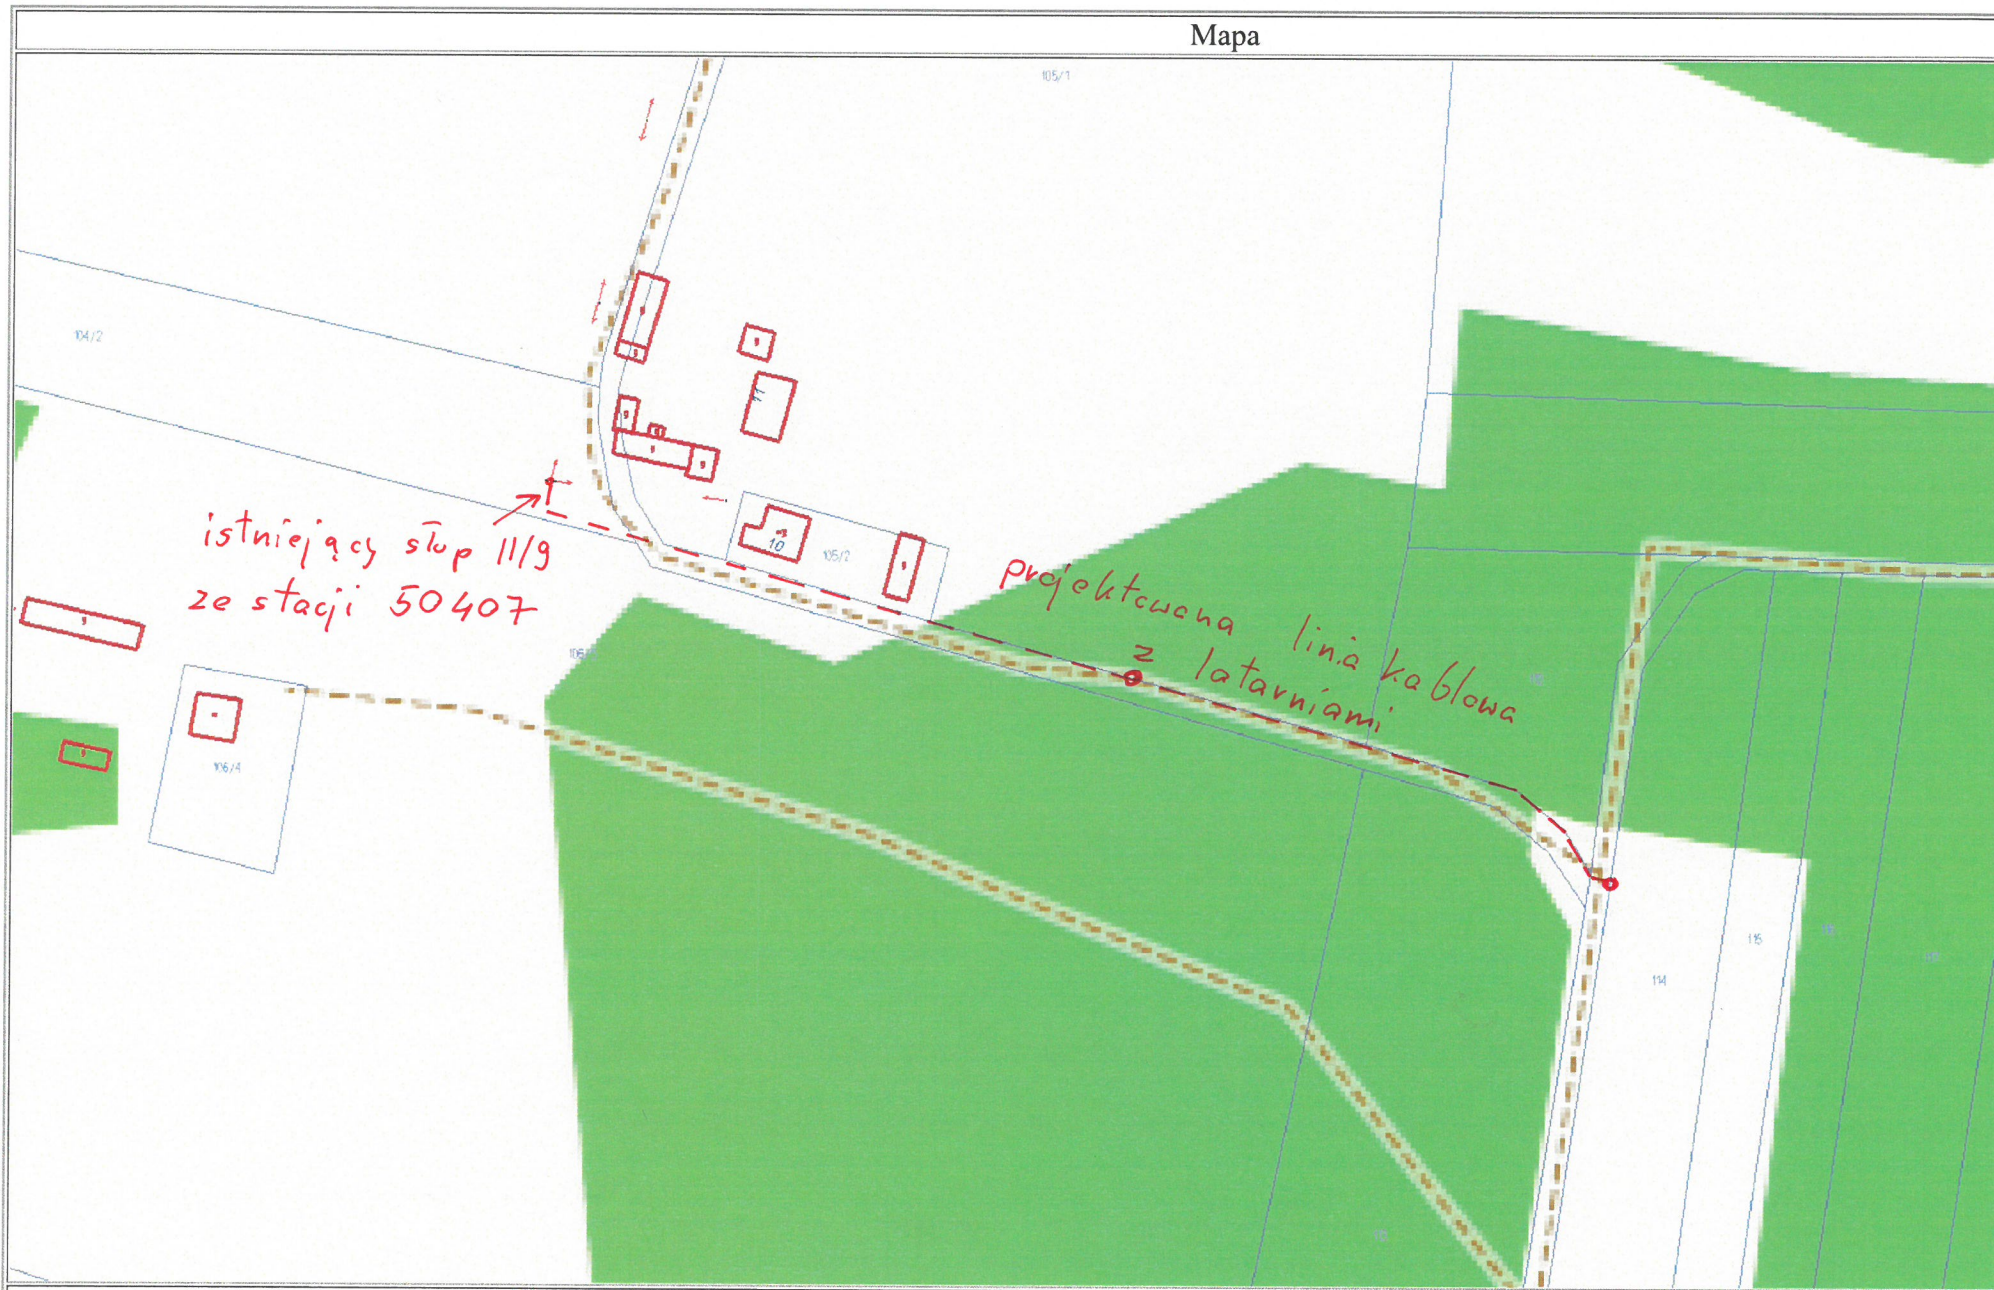 Mapa
105/1
104/2
11
10
105/2
istniejący słup 11/9
ze stacji 50407
projektowana linia kablowa
z latarniami
106/4
115
114